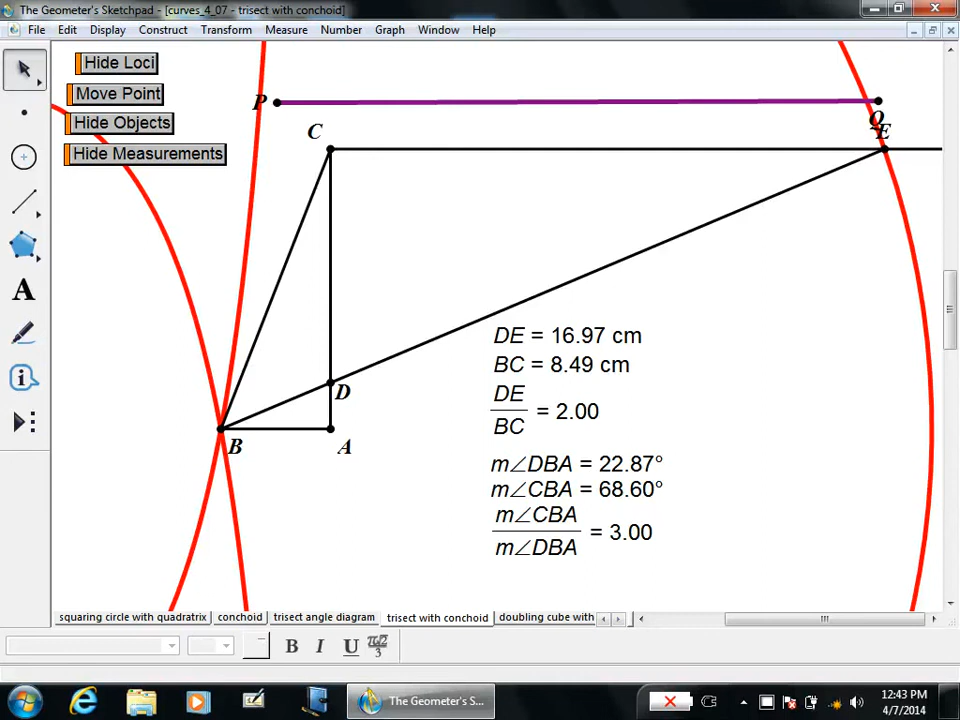 The Geometer's Sketchpad - [curves_4_07 - trisect with conchoid]
File Edit Display Construct Transform Measure Number Graph Window Help
Hide Loci
Move Point
Hide Objects
Hide Measurements
P
Q
C
E
D
B
A
DE = 16.97 cm
BC = 8.49 cm
DE
BC
= 2.00
m∠DBA = 22.87°
m∠CBA = 68.60°
m∠CBA
m∠DBA
= 3.00
A
squaring circle with quadratrix conchoid trisect angle diagram trisect with conchoid doubling cube with
B I U
The Geometer's S...
12:43 PM
4/7/2014